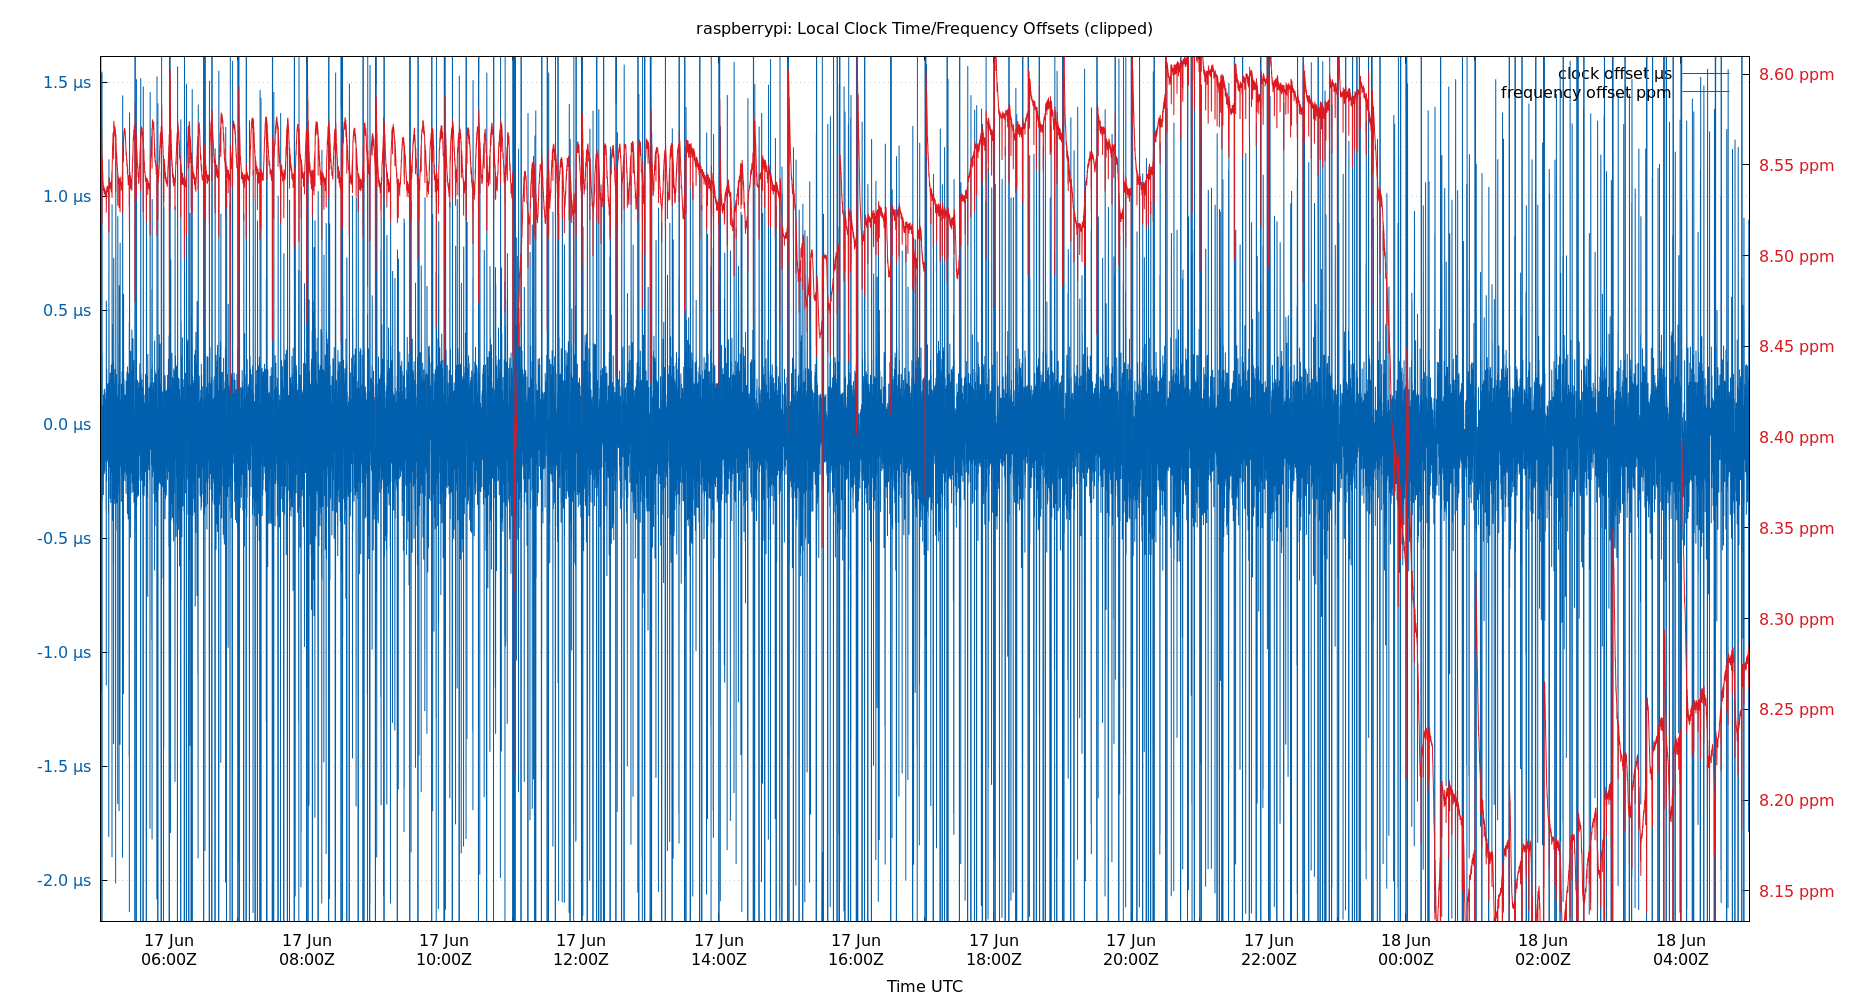 raspberrypi: Local Clock Time/Frequency Offsets (clipped)
clock offset µs
frequency offset ppm
1.5 µs
1.0 µs
0.5 µs
0.0 µs
-0.5 µs
-1.0 µs
-1.5 µs
-2.0 µs
8.60 ppm
8.55 ppm
8.50 ppm
8.45 ppm
8.40 ppm
8.35 ppm
8.30 ppm
8.25 ppm
8.20 ppm
8.15 ppm
17 Jun 17 Jun 17 Jun 17 Jun 17 Jun 17 Jun 17 Jun 17 Jun 17 Jun 18 Jun 18 Jun 18 Jun
06:00Z 08:00Z 10:00Z 12:00Z 14:00Z 16:00Z 18:00Z 20:00Z 22:00Z 00:00Z 02:00Z 04:00Z
Time UTC